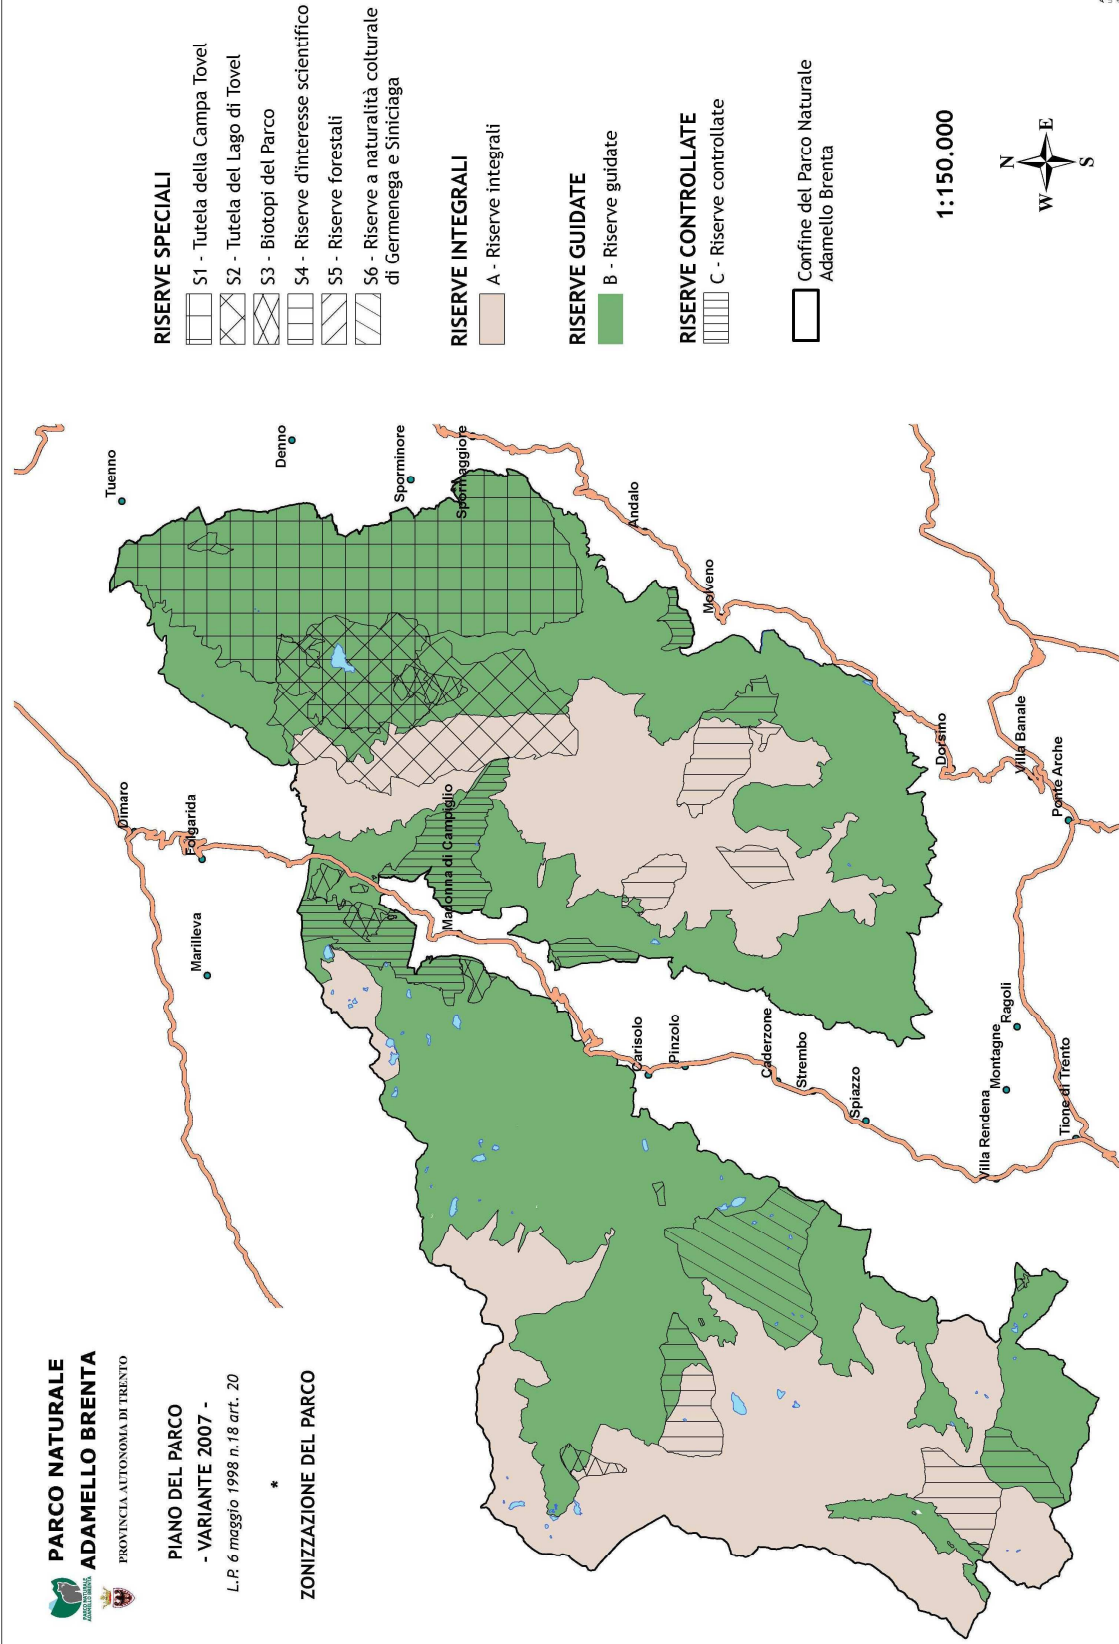 PARCO NATURALE
ADAMELLO BRENTA
PROVINCIA AUTONOMA DI TRENTO
PARCO NATURALE
ADAMELLO BRENTA
PIANO DEL PARCO
- VARIANTE 2007 -
L.P. 6 maggio 1998 n.18 art. 20
*
ZONIZZAZIONE DEL PARCO
RISERVE SPECIALI
S1 - Tutela della Campa Tovel
S2 - Tutela del Lago di Tovel
S3 - Biotopi del Parco
S4 - Riserve d'interesse scientifico
S5 - Riserve forestali
S6 - Riserve a naturalità colturale
di Germenega e Siniciaga
RISERVE INTEGRALI
A - Riserve integrali
RISERVE GUIDATE
B - Riserve guidate
RISERVE CONTROLLATE
C - Riserve controllate
Confine del Parco Naturale
Adamello Brenta
1:150.000
N
W
E
S
Tuenno
Dimaro
Folgarida
Marilleva
Denno
Sporminore
Spormaggiore
Madonna di Campiglio
Andalo
Molveno
Carisolo
Pinzolo
Caderzone
Strembo
Spiazzo
Dorsino
Villa Banale
Ponte Arche
Villa Rendena
Montagne
Ragoli
Tione di Trento